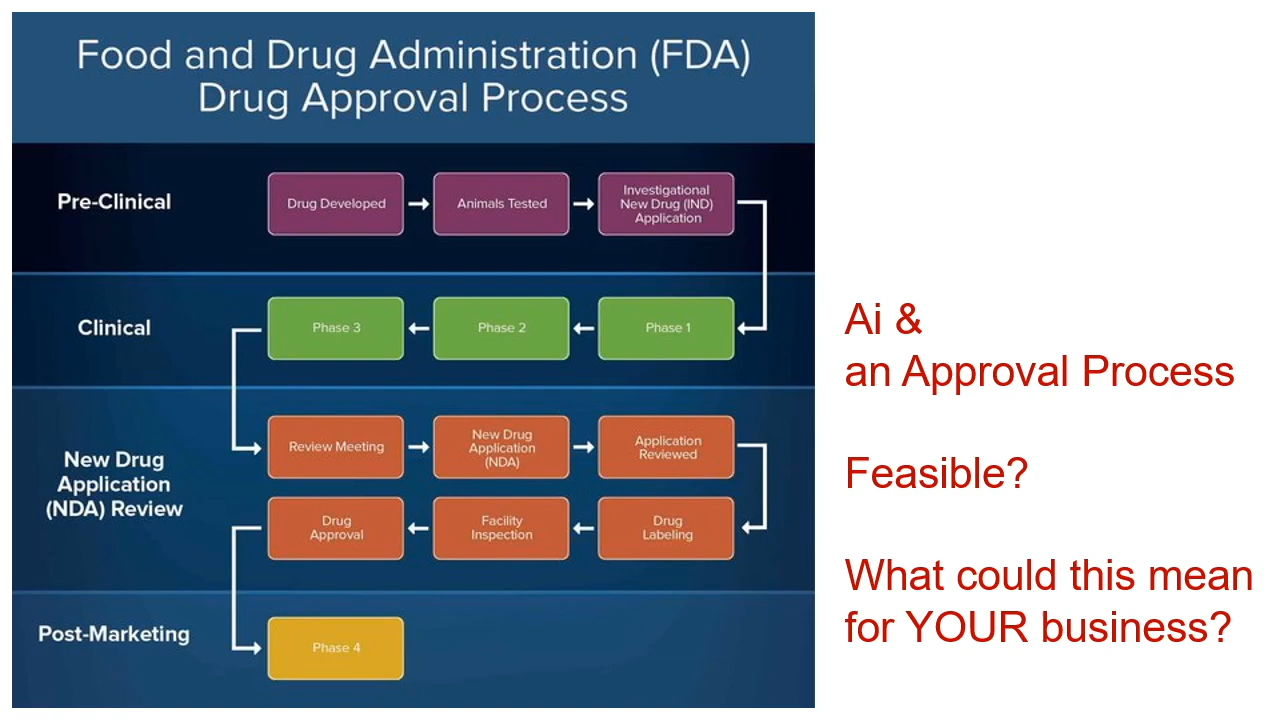 Food and Drug Administration (FDA)
Drug Approval Process
Pre-Clinical
Drug Developed
Animals Tested
Investigational
New Drug (IND)
Application
Clinical
Phase 3
Phase 2
Phase 1
New Drug
Application
(NDA) Review
Review Meeting
New Drug
Application
(NDA)
Application
Reviewed
Drug
Approval
Facility
Inspection
Drug
Labeling
Post-Marketing
Phase 4
Ai &
an Approval Process
Feasible?
What could this mean
for YOUR business?